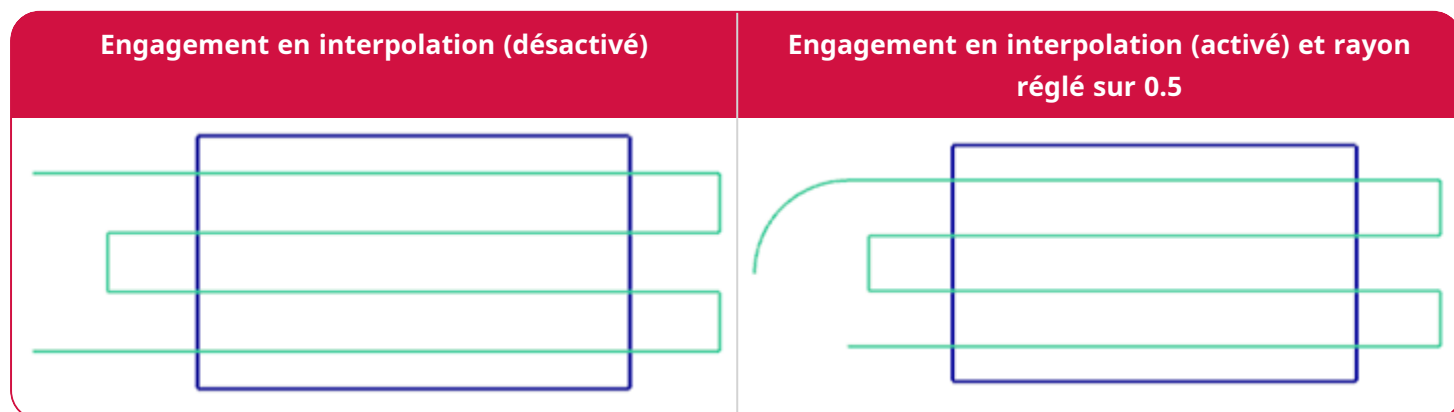 Engagement en interpolation (désactivé)
Engagement en interpolation (activé) et rayon
réglé sur 0.5